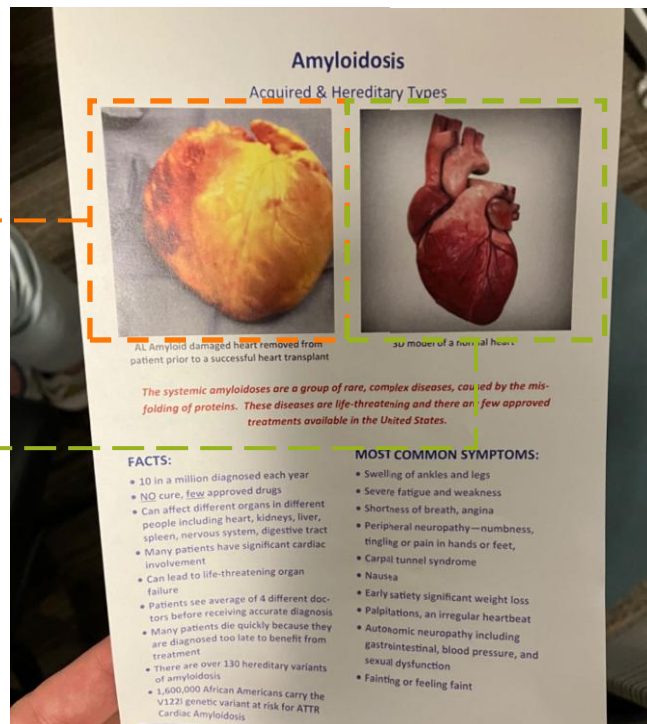 Amyloidosis
Acquired & Hereditary Types
AL Amyloid damaged heart removed from
patient prior to a successful heart transplant
3D model of a normal heart
The systemic amyloidoses are a group of rare, complex diseases, caused by the mis-
folding of proteins. These diseases are life-threatening and there are few approved
treatments available in the United States.
FACTS:
• 10 in a million diagnosed each year
• NO cure, few approved drugs
• Can affect different organs in different
people including heart, kidneys, liver,
spleen, nervous system, digestive tract
• Many patients have significant cardiac
involvement
• Can lead to life-threatening organ
failure
• Patients see average of 4 different doc-
tors before receiving accurate diagnosis
• Many patients die quickly because they
are diagnosed too late to benefit from
treatment
• There are over 130 hereditary variants
of amyloidosis
• 1,600,000 African Americans carry the
V122i genetic variant at risk for ATTR
Cardiac Amyloidosis
MOST COMMON SYMPTOMS:
• Swelling of ankles and legs
• Severe fatigue and weakness
• Shortness of breath, angina
• Peripheral neuropathy—numbness,
tingling or pain in hands or feet,
• Carpal tunnel syndrome
• Nausea
• Early satiety significant weight loss
• Palpitations, an irregular heartbeat
• Autonomic neuropathy including
gastrointestinal, blood pressure, and
sexual dysfunction
• Fainting or feeling faint